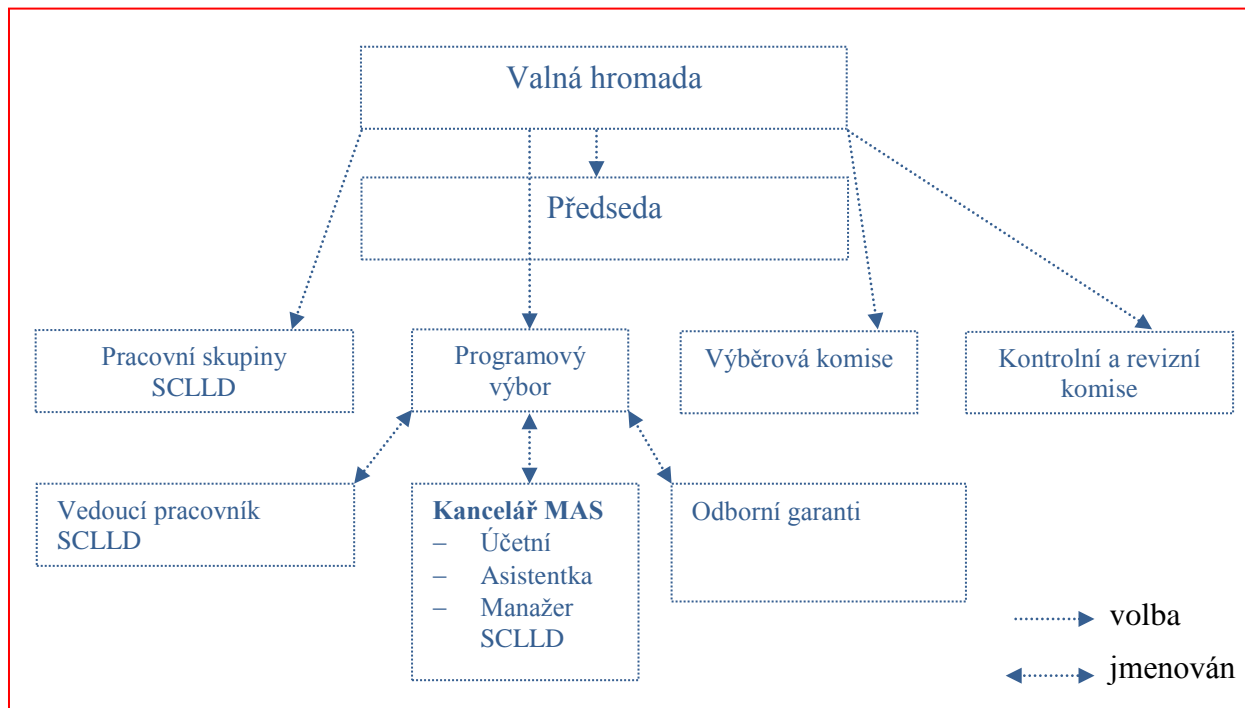 Valná hromada
Předseda
Pracovní skupiny
SCLLD
Programový
výbor
Výběrová komise
Kontrolní a revizní
komise
Vedoucí pracovník
SCLLD
Kancelář MAS
– Účetní
– Asistentka
– Manažer
SCLLD
Odborní garanti
volba
jmenován